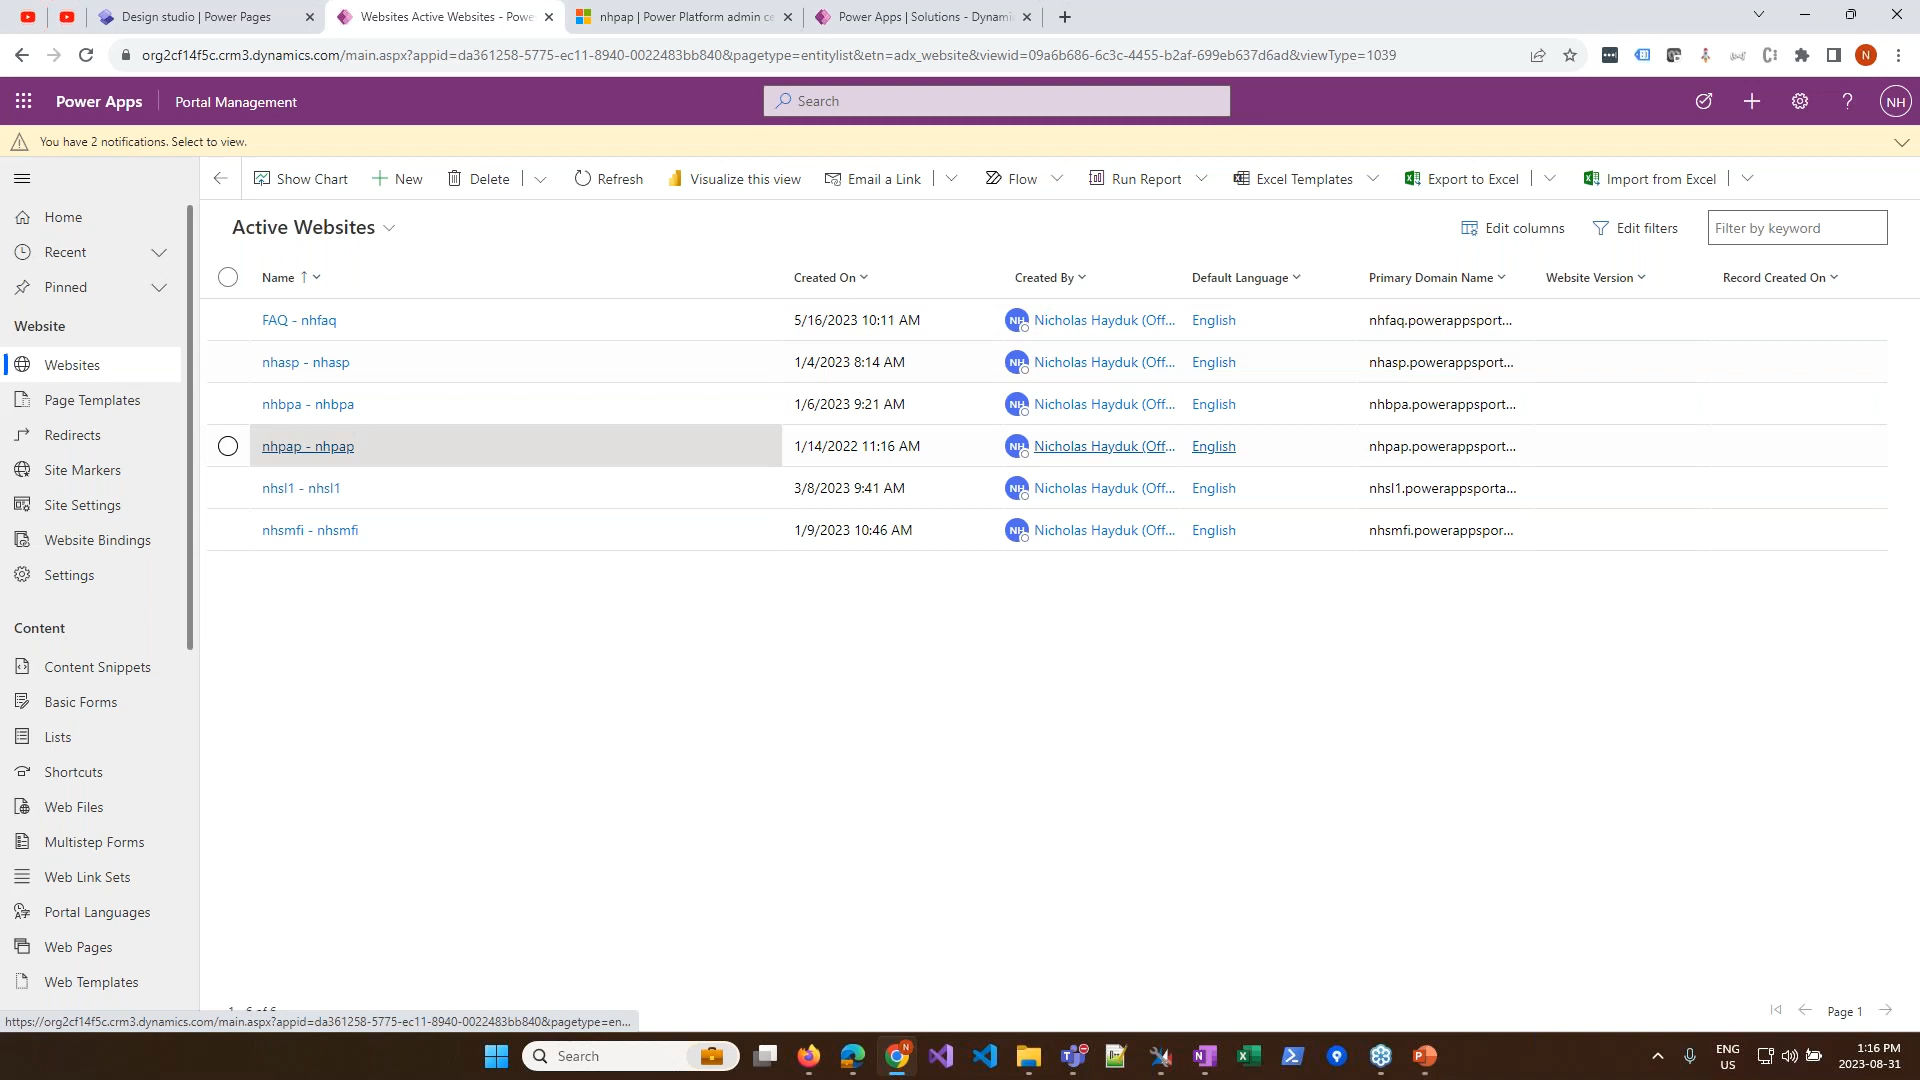 Design studio | Power Pages
Websites Active Websites - Powe
nhpap | Power Platform admin ce
Power Apps | Solutions - Dynami
org2cf14f5c.crm3.dynamics.com/main.aspx?appid=da361258-5775-ec11-8940-0022483bb840&pagetype=entitylist&etn=adx_website&viewid=09a6b686-6c3c-4455-b2af-699eb637d6ad&viewType=1039
N
Power Apps
Portal Management
Search
NH
You have 2 notifications. Select to view.
Show Chart
New
Delete
Refresh
Visualize this view
Email a Link
Flow
Run Report
Excel Templates
Export to Excel
Import from Excel
Home
Recent
Pinned
Website
Websites
Page Templates
Redirects
Site Markers
Site Settings
Website Bindings
Settings
Content
Content Snippets
Basic Forms
Lists
Shortcuts
Web Files
Multistep Forms
Web Link Sets
Portal Languages
Web Pages
Web Templates
Active Websites
Edit columns
Edit filters
Filter by keyword
Name Created On Created By Default Language Primary Domain Name Website Version Record Created On
FAQ - nhfaq 5/16/2023 10:11 AM NH Nicholas Hayduk (Off... English nhfaq.powerappsport...
nhasp - nhasp 1/4/2023 8:14 AM NH Nicholas Hayduk (Off... English nhasp.powerappsport...
nhbpa - nhbpa 1/6/2023 9:21 AM NH Nicholas Hayduk (Off... English nhbpa.powerappsport...
nhpap - nhpap 1/14/2022 11:16 AM NH Nicholas Hayduk (Off... English nhpap.powerappsport...
nhsl1 - nhsl1 3/8/2023 9:41 AM NH Nicholas Hayduk (Off... English nhsl1.powerappsporta...
nhsmfi - nhsmfi 1/9/2023 10:46 AM NH Nicholas Hayduk (Off... English nhsmfi.powerappspor...
1 - 6 of 6
Page 1
https://org2cf14f5c.crm3.dynamics.com/main.aspx?appid=da361258-5775-ec11-8940-0022483bb840&pagetype=en...
Search
ENG
US
1:16 PM
2023-08-31